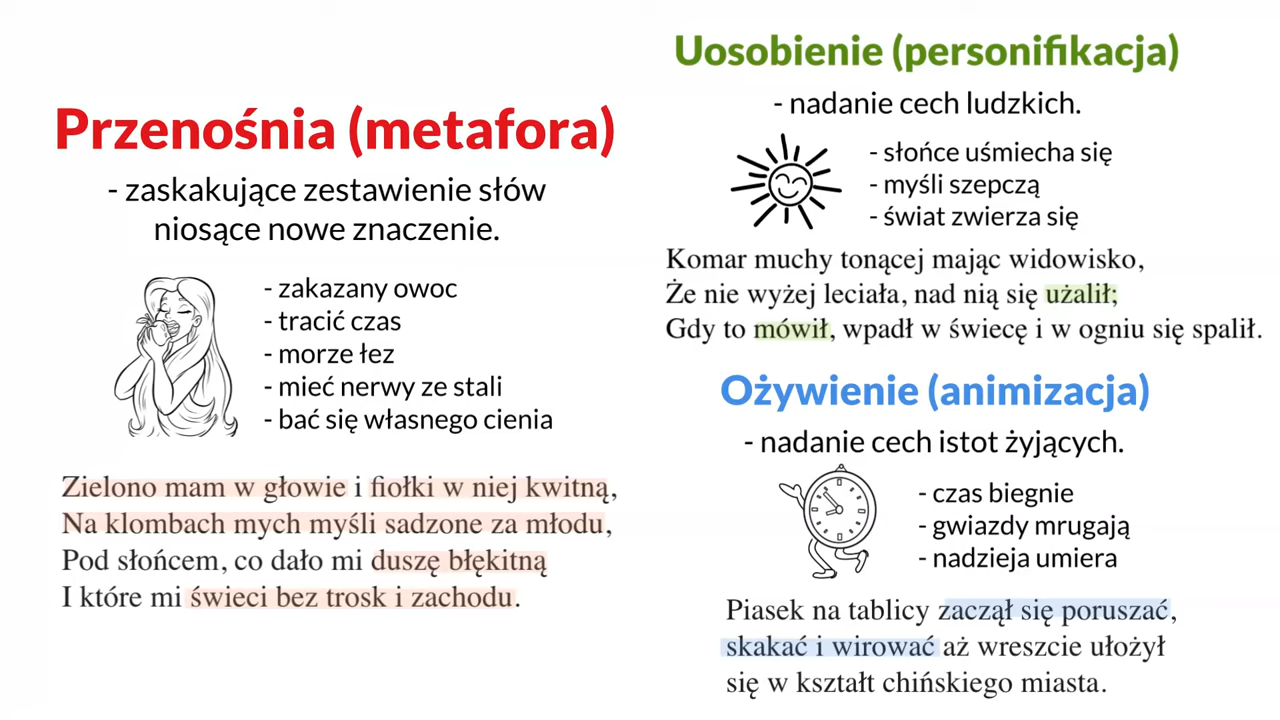 Przenośnia (metafora)
- zaskakujące zestawienie słów
niosące nowe znaczenie.
- zakazany owoc
- tracić czas
- morze łez
- mieć nerwy ze stali
- bać się własnego cienia
Zielono mam w głowie i fiołki w niej kwitną,
Na klombach mych myśli sadzone za młodu,
Pod słońcem, co dało mi duszę błękitną
I które mi świeci bez trosk i zachodu.
Uosobienie (personifikacja)
- nadanie cech ludzkich.
- słońce uśmiecha się
- myśli szepczą
- świat zwierza się
Komar muchy tonącej mając widowisko,
Że nie wyżej leciała, nad nią się użalił;
Gdy to mówił, wpadł w świecę i w ogniu się spalił.
Ożywienie (animizacja)
- nadanie cech istot żyjących.
- czas biegnie
- gwiazdy mrugają
- nadzieja umiera
Piasek na tablicy zaczął się poruszać,
skakać i wirować aż wreszcie ułożył
się w kształt chińskiego miasta.